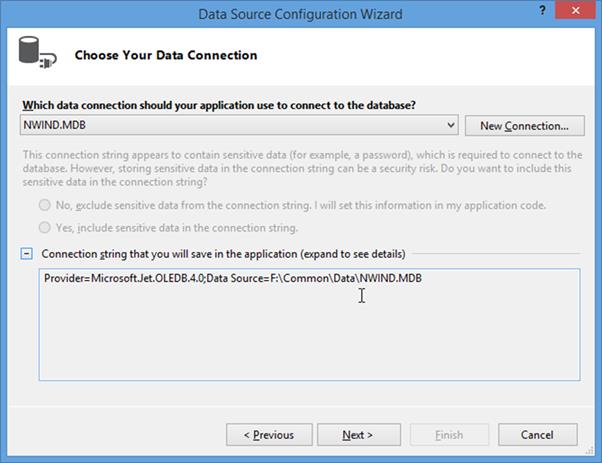 Data Source Configuration Wizard
?
Choose Your Data Connection
Which data connection should your application use to connect to the database?
NWIND.MDB
New Connection...
This connection string appears to contain sensitive data (for example, a password), which is required to connect to the
database. However, storing sensitive data in the connection string can be a security risk. Do you want to include this
sensitive data in the connection string?
No, exclude sensitive data from the connection string. I will set this information in my application code.
Yes, include sensitive data in the connection string.
Connection string that you will save in the application (expand to see details)
Provider=Microsoft.Jet.OLEDB.4.0;Data Source=F:\Common\Data\NWIND.MDB
< Previous
Next >
Finish
Cancel